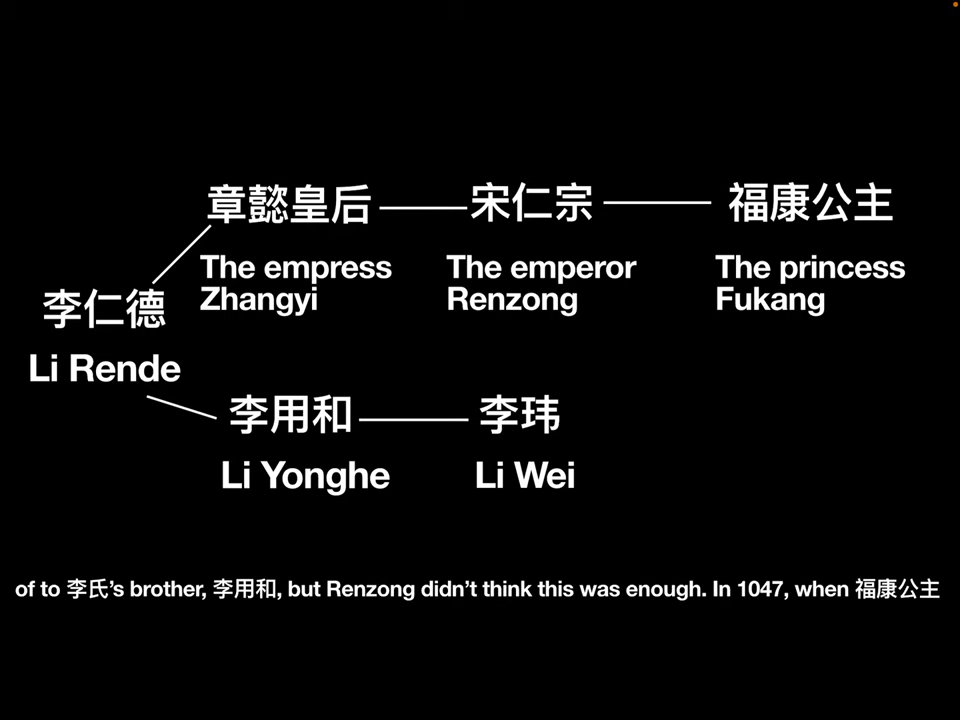 章懿皇后
宋仁宗
福康公主
The empress
Zhangyi
The emperor
Renzong
The princess
Fukang
李仁德
Li Rende
李用和
李玮
Li Yonghe
Li Wei
of to 李氏’s brother, 李用和, but Renzong didn’t think this was enough. In 1047, when 福康公主